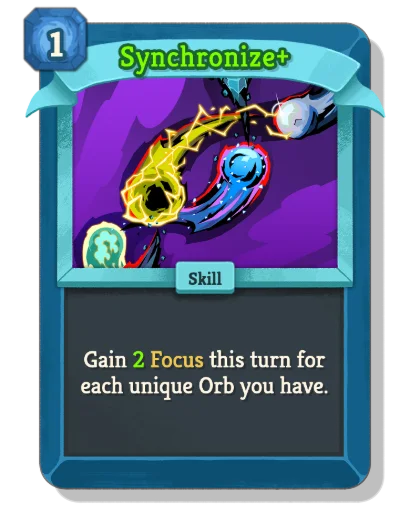 1
Synchronize+
Skill
Gain 2 Focus this turn for
each unique Orb you have.